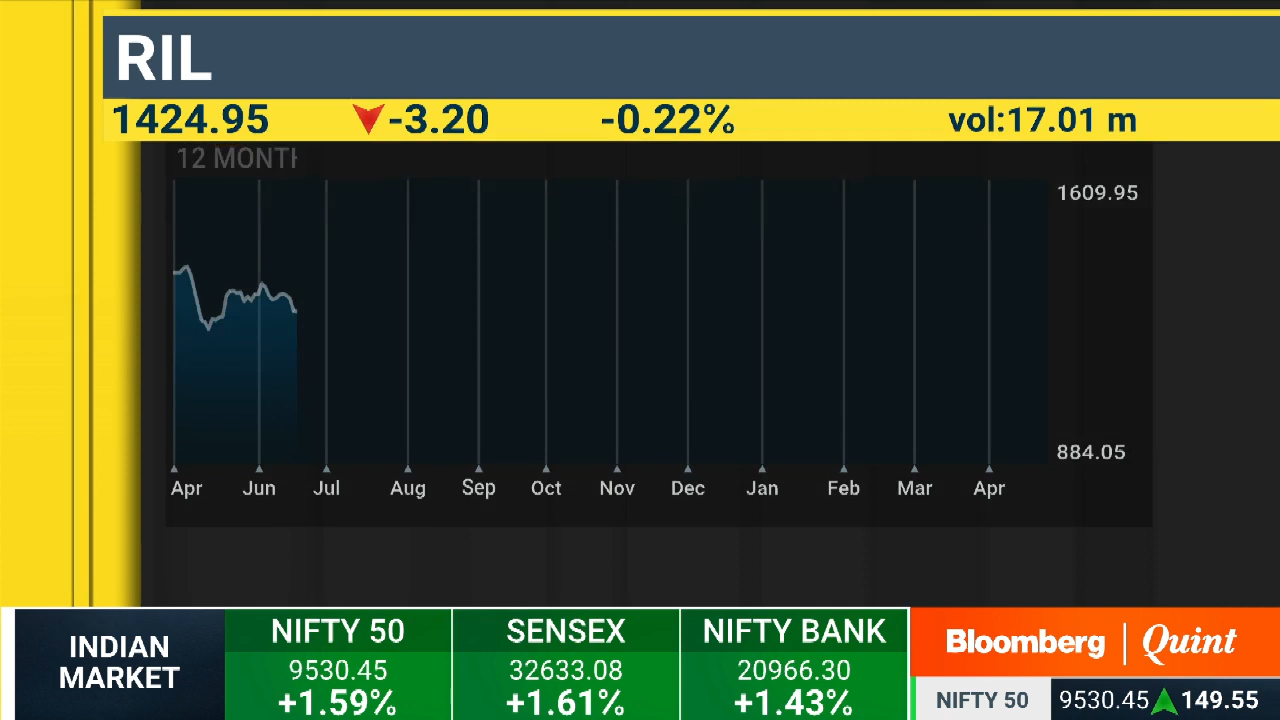 RIL
1424.95 -3.20 -0.22% vol:17.01 m
12 MONTH
1609.95
884.05
Apr Jun Jul Aug Sep Oct Nov Dec Jan Feb Mar Apr
INDIAN MARKET
NIFTY 50
9530.45
+1.59%
SENSEX
32633.08
+1.61%
NIFTY BANK
20966.30
+1.43%
Bloomberg | Quint
NIFTY 50 9530.45 149.55